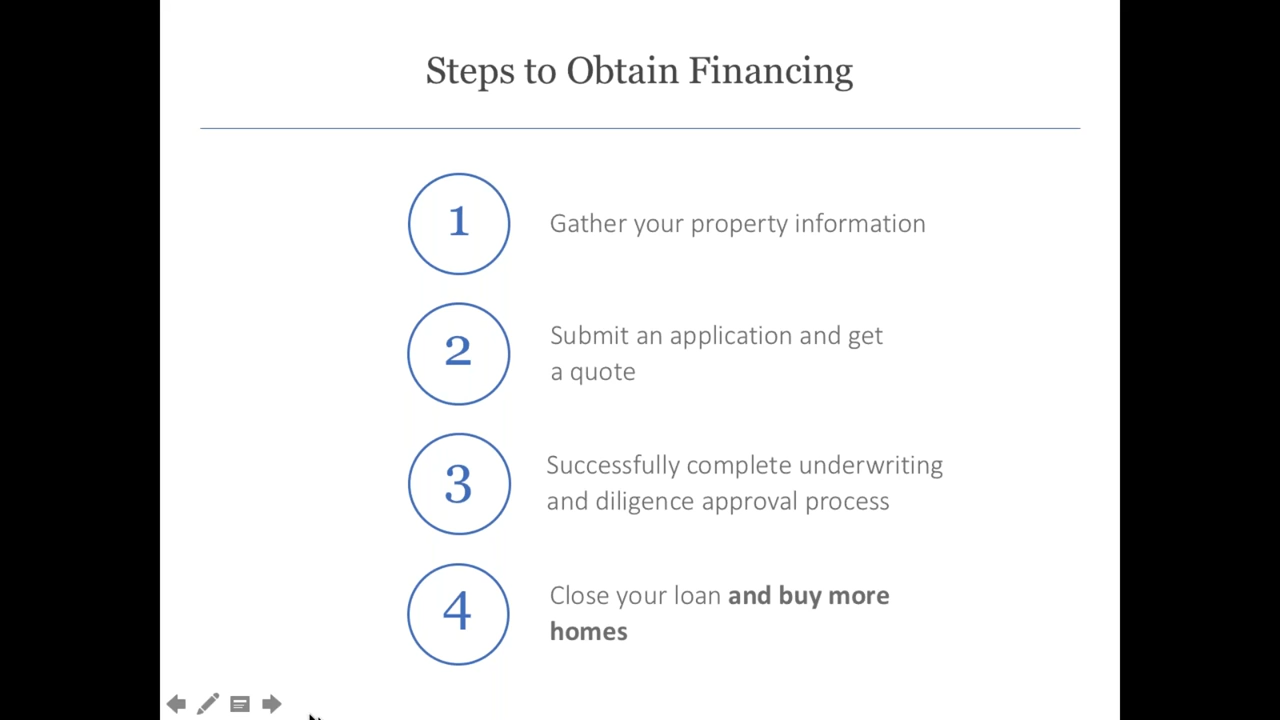 Steps to Obtain Financing
1
Gather your property information
2
Submit an application and get
a quote
3
Successfully complete underwriting
and diligence approval process
4
Close your loan and buy more
homes